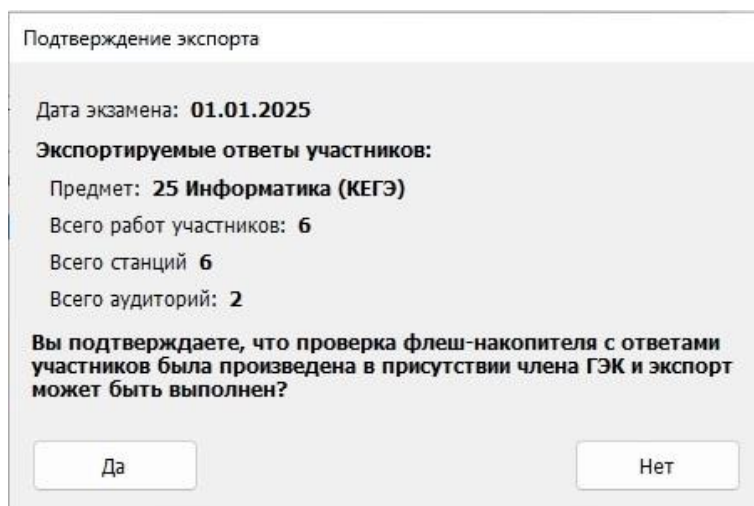 Подтверждение экспорта
Дата экзамена: 01.01.2025
Экспортируемые ответы участников:
Предмет: 25 Информатика (КЕГЭ)
Всего работ участников: 6
Всего станций 6
Всего аудиторий: 2
Вы подтверждаете, что проверка флеш-накопителя с ответами
участников была произведена в присутствии члена ГЭК и экспорт
может быть выполнен?
Да
Нет